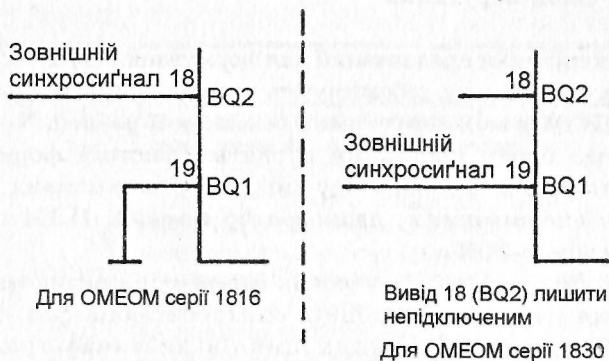 Зовнішній
синхросиґнал 18
BQ2
19
BQ1
Для ОМЕОМ серії 1816
18
BQ2
Зовнішній
синхросиґнал 19
BQ1
Вивід 18 (BQ2) лишити
непідключеним
Для ОМЕОМ серії 1830